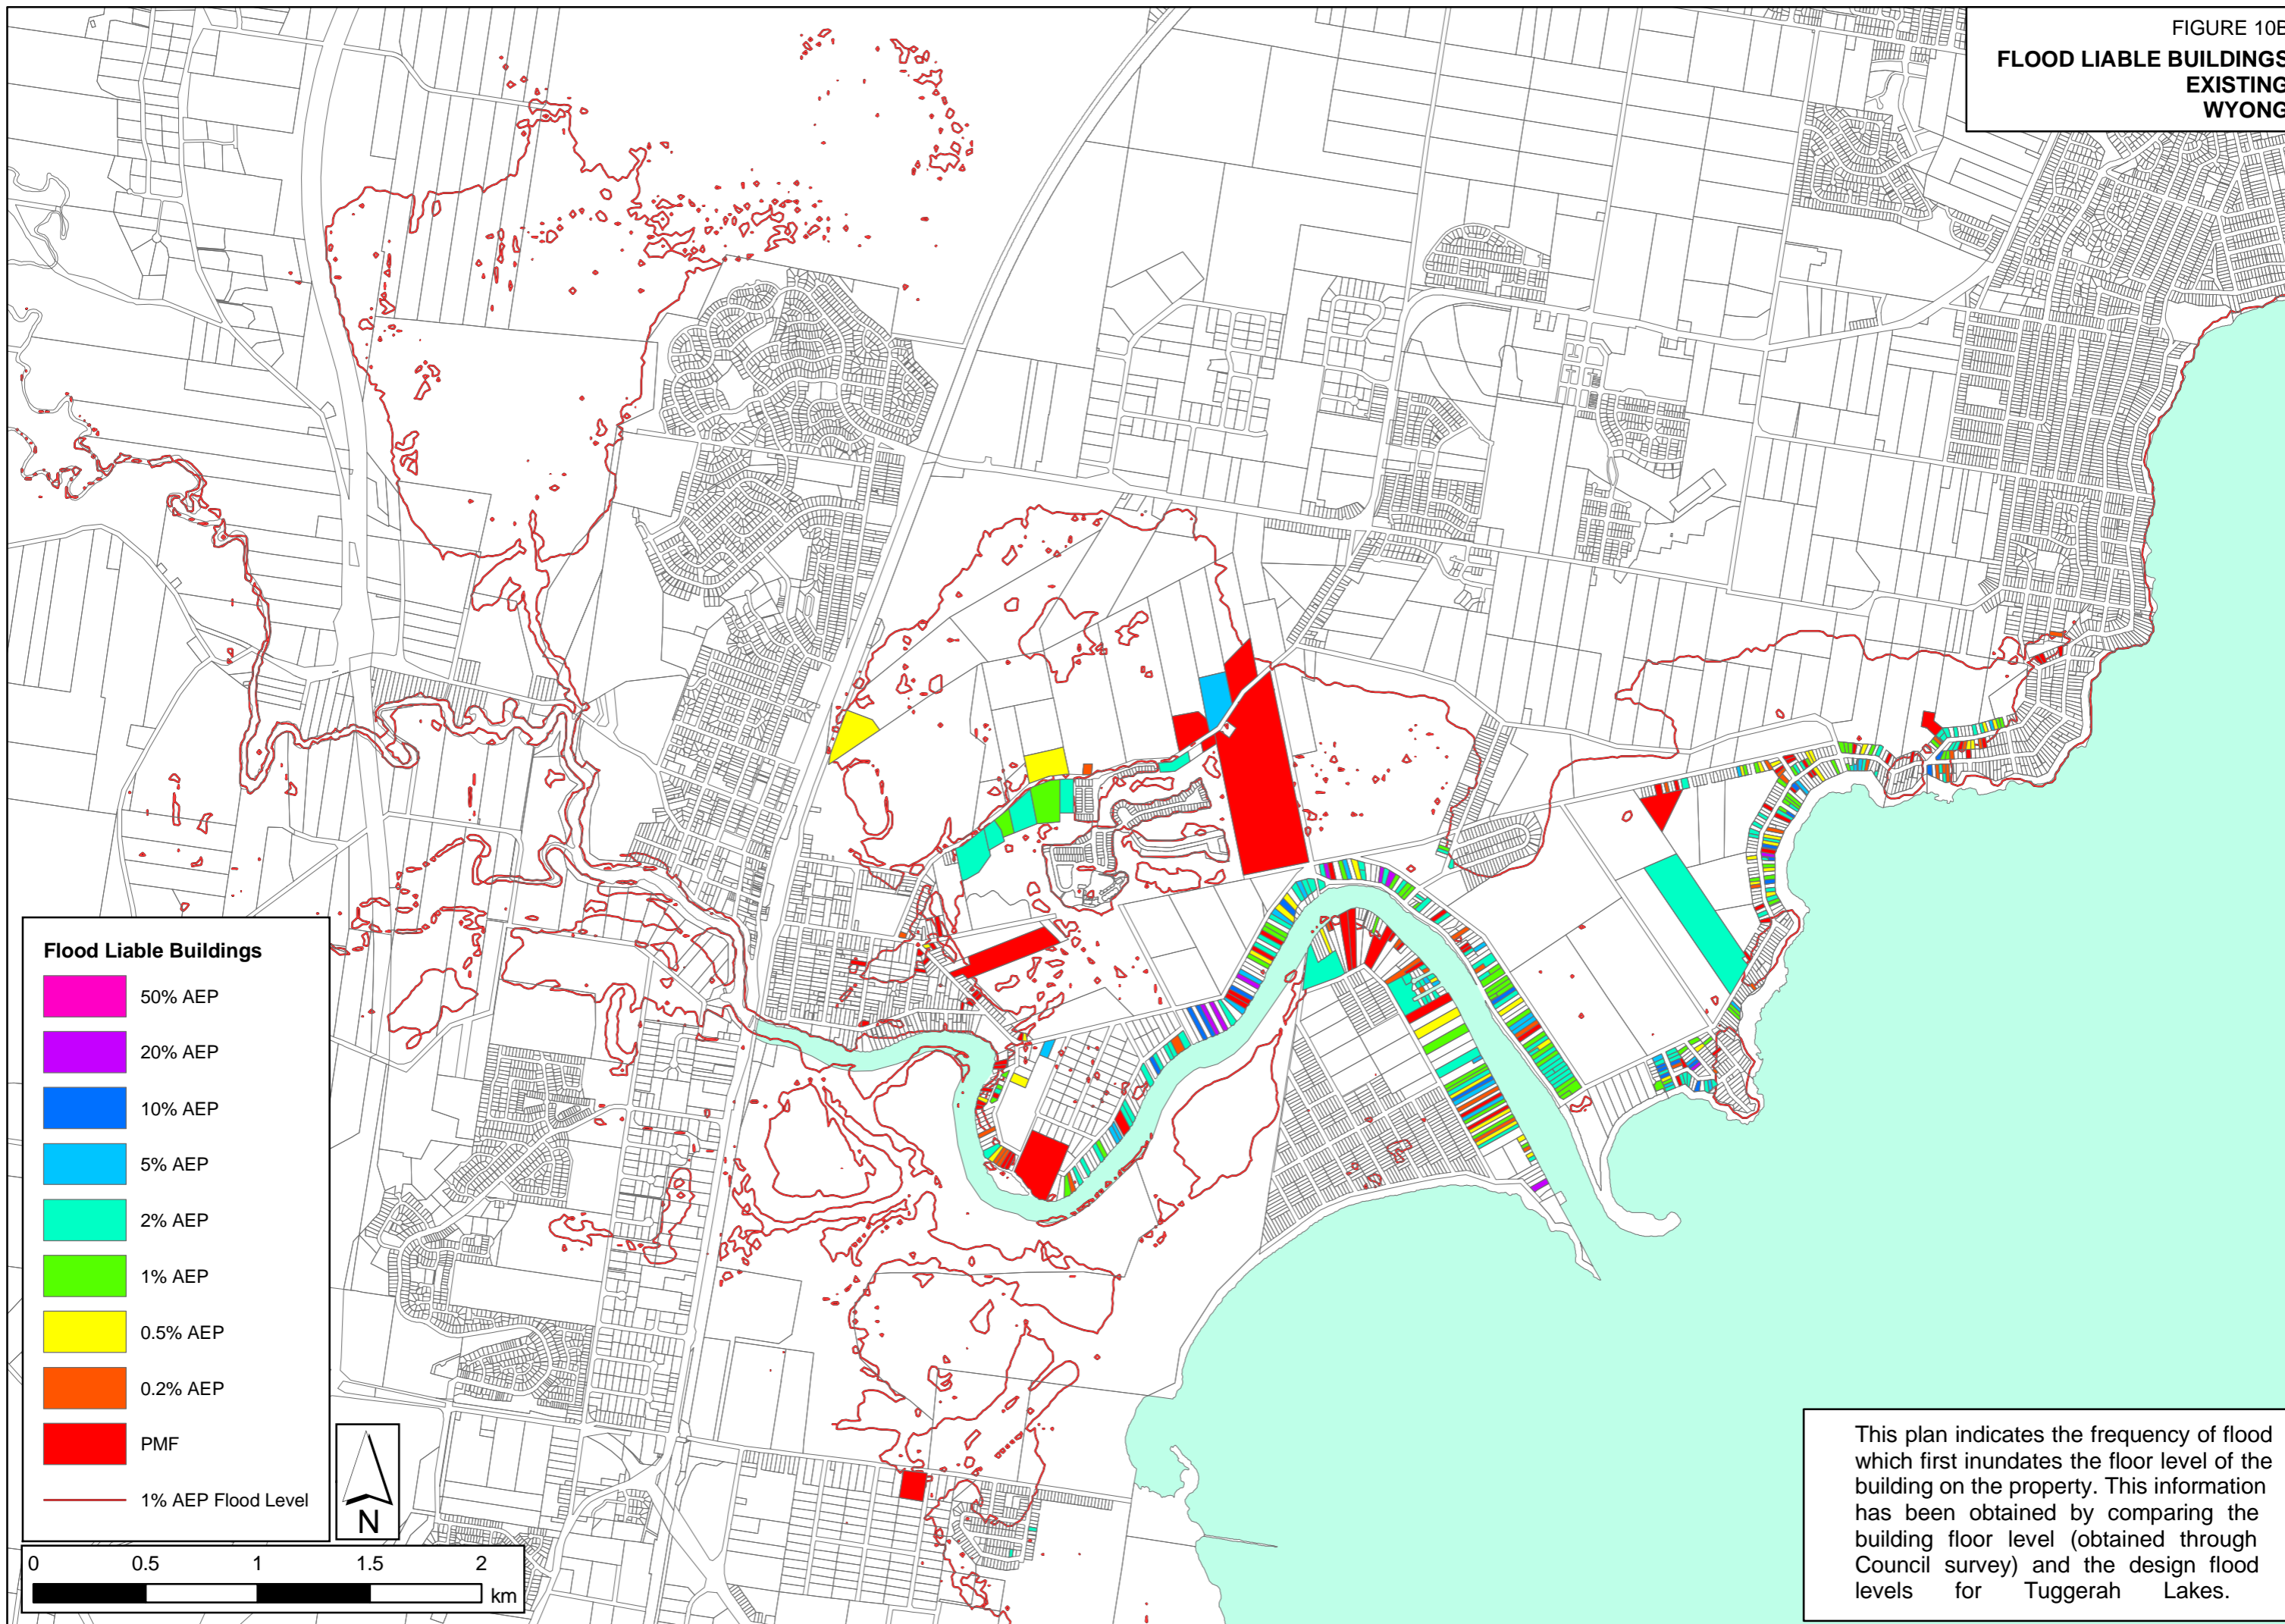 FIGURE 10B
FLOOD LIABLE BUILDINGS
EXISTING
WYONG
Flood Liable Buildings
50% AEP
20% AEP
10% AEP
5% AEP
2% AEP
1% AEP
0.5% AEP
0.2% AEP
PMF
1% AEP Flood Level
N
0 0.5 1 1.5 2
km
This plan indicates the frequency of flood
which first inundates the floor level of the
building on the property. This information
has been obtained by comparing the
building floor level (obtained through
Council survey) and the design flood
levels for Tuggerah Lakes.